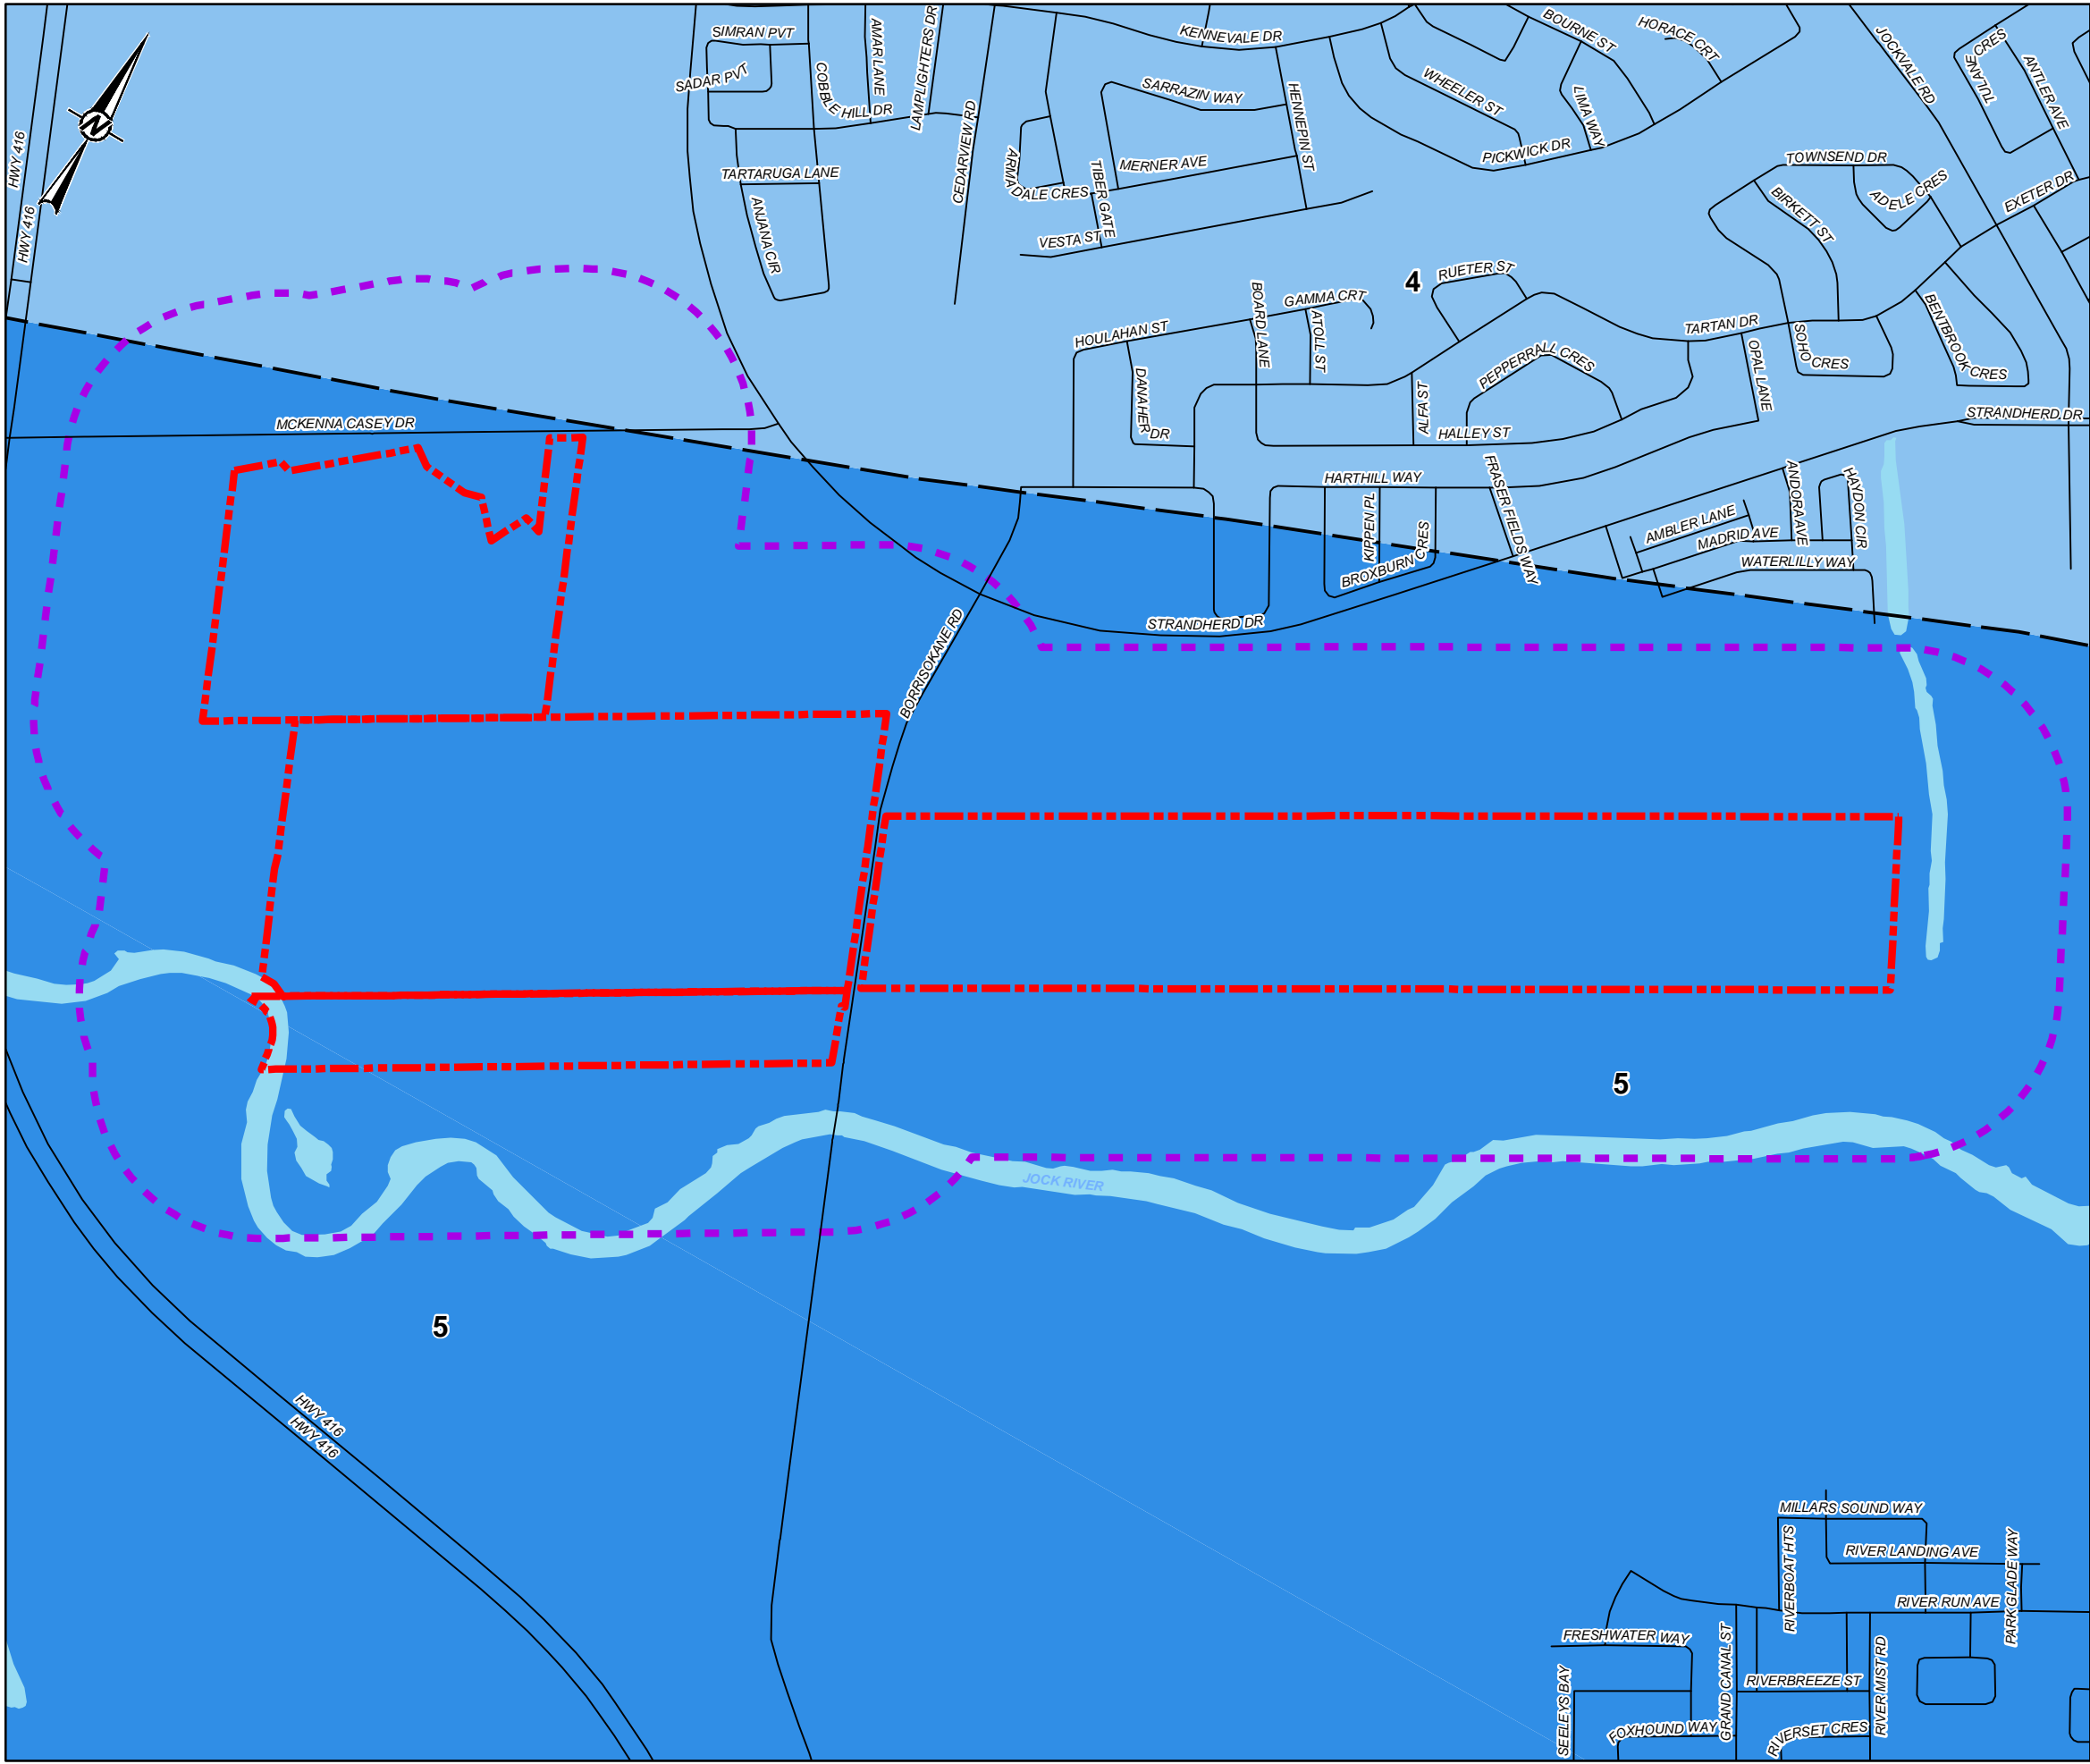 SIMRAN PVT
SADAR PVT
COBBLE HILL DR
AMAR LANE
LAMPLIGHTERS DR
CEDARVIEW RD
KENNEVALE DR
BOURNE ST
HORACE CRT
JOCKVALE RD
TULIP LANE CRES
ANTLER AVE
HWY 416
HWY 416
N
SARRAZIN WAY
HENNEPIN ST
WHEELER ST
LIMA WAY
PICKWICK DR
TARTARUGA LANE
ANJANA CIR
ARMADALE CRES
TIBER GATE
MERNER AVE
VESTA ST
TOWNSEND DR
BIRKETT ST
ADELE CRES
EXETER DR
4
RUETER ST
GAMMA CRT
BOARD LANE
ATOLL ST
HOULAHAN ST
DANAHER DR
PEPPERRALL CRES
ALFA ST
HALLEY ST
TARTAN DR
OPAL LANE
SOHO CRES
BENTBROOK CRES
STRANDHERD DR
MCKENNA CASEY DR
HARTHILL WAY
KIPPEN PL
BROXBURN CRES
FRASER FIELDS WAY
AMBLER LANE
MADRID AVE
ANDORA AVE
HAYDON CIR
WATERLILLY WAY
STRANDHERD DR
BORRISOKANE RD
5
JOCK RIVER
5
HWY 416
HWY 416
MILLARS SOUND WAY
RIVERBOAT HTS
RIVER LANDING AVE
PARK GLADE WAY
RIVER RUN AVE
FRESHWATER WAY
GRAND CANAL ST
RIVERBREEZE ST
RIVER MIST RD
SEELEYS BAY
FOXHOUND WAY
RIVERSET CRES